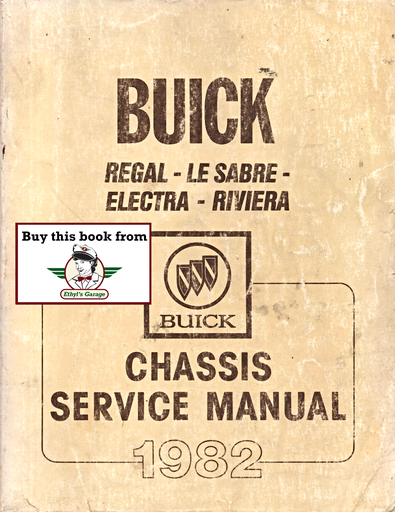 BUICK
REGAL - LE SABRE -
ELECTRA - RIVIERA
Buy this book from
Ethyl's Garage
BUICK
CHASSIS
SERVICE MANUAL
1982